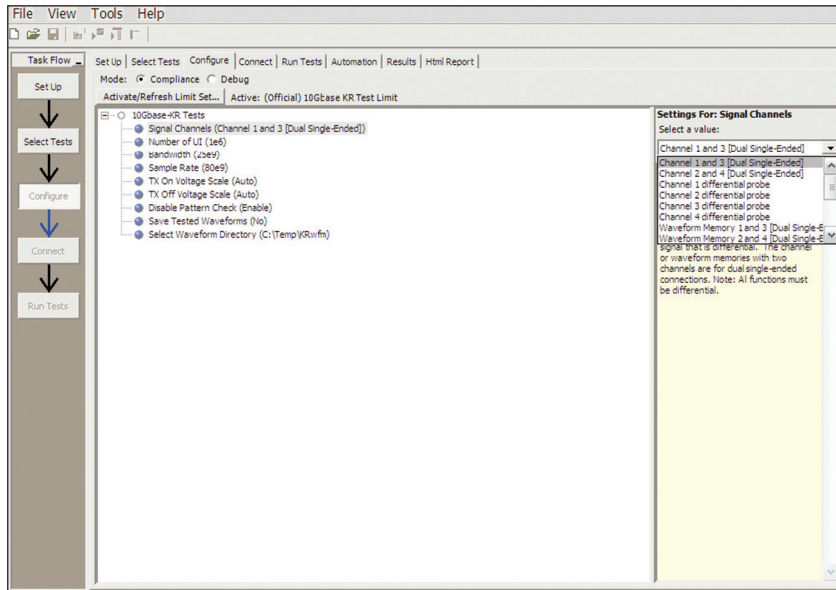 File View Tools Help
Task Flow
Set Up
Select Tests
Configure
Connect
Run Tests
Set Up Select Tests Configure Connect Run Tests Automation Results Html Report
Mode: Compliance Debug
Activate/Refresh Limit Set... Active: (Official) 10Gbase KR Test Limit
10Gbase-KR Tests
Signal Channels (Channel 1 and 3 [Dual Single-Ended])
Number of UI (1e6)
Bandwidth (25e9)
Sample Rate (80e9)
TX On Voltage Scale (Auto)
TX Off Voltage Scale (Auto)
Disable Pattern Check (Enable)
Save Tested Waveforms (No)
Select Waveform Directory (C:\Temp\KRwfm)
Settings For: Signal Channels
Select a value:
Channel 1 and 3 [Dual Single-Ended]
Channel 1 and 3 [Dual Single-Ended]
Channel 2 and 4 [Dual Single-Ended]
Channel 1 differential probe
Channel 2 differential probe
Channel 3 differential probe
Channel 4 differential probe
Waveform Memory 1 and 3 [Dual Single-E
Waveform Memory 2 and 4 [Dual Single-E
signal that is differential. The channel
or waveform memories with two
channels are for dual single-ended
connections. Note: Al functions must
be differential.